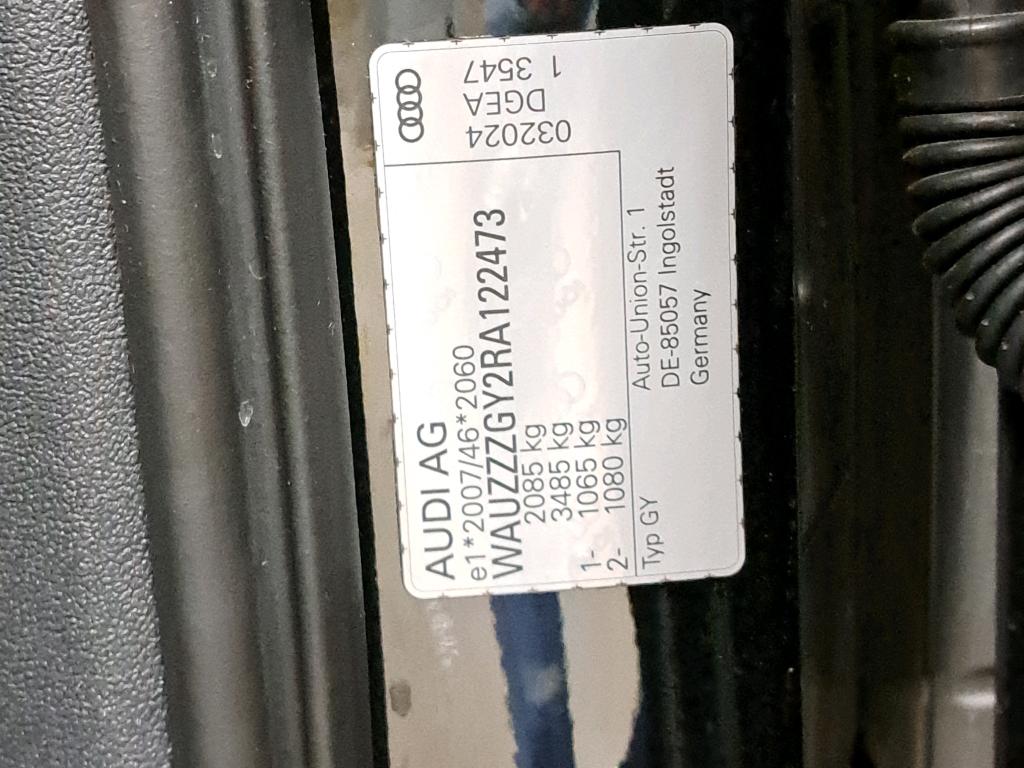 AUDI AG
e1*2007/46*2060
WAUZZZGY2RA122473
2085 kg
3485 kg
1- 1065 kg
2- 1080 kg
Typ GY
Auto-Union-Str. 1
DE-85057 Ingolstadt
Germany
032024
DGEA
1 3547